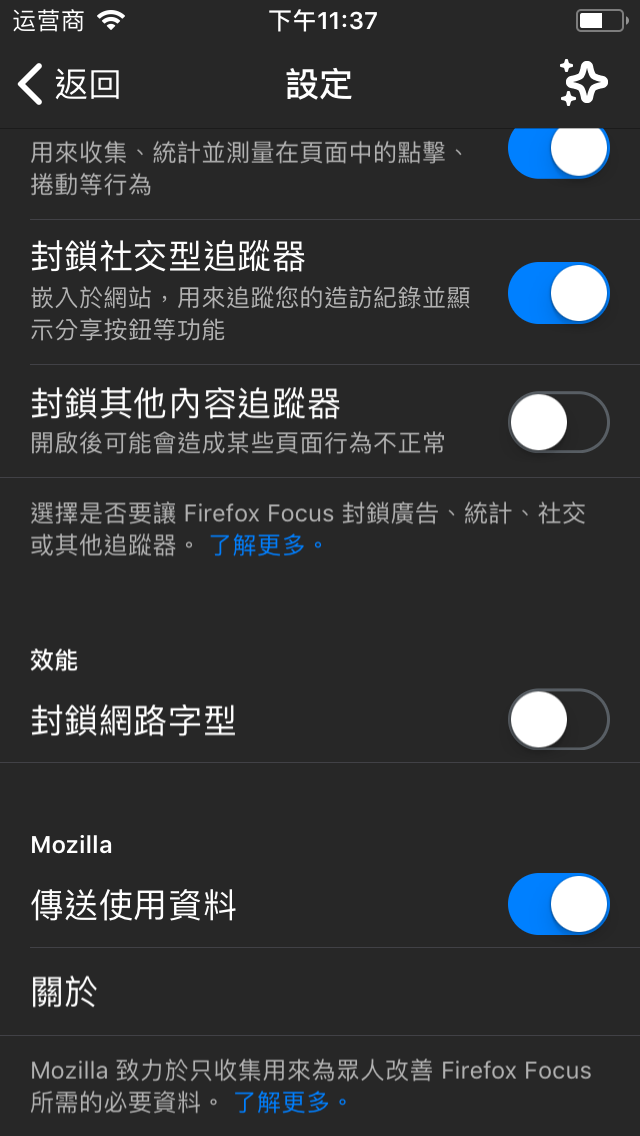 运营商 下午11:37
返回 設定
用來收集、統計並測量在頁面中的點擊、
捲動等行為
封鎖社交型追蹤器
嵌入於網站，用來追蹤您的造訪紀錄並顯
示分享按鈕等功能
封鎖其他內容追蹤器
開啟後可能會造成某些頁面行為不正常
選擇是否要讓 Firefox Focus 封鎖廣告、統計、社交
或其他追蹤器。 了解更多。
效能
封鎖網路字型
Mozilla
傳送使用資料
關於
Mozilla 致力於只收集用來為眾人改善 Firefox Focus
所需的必要資料。 了解更多。